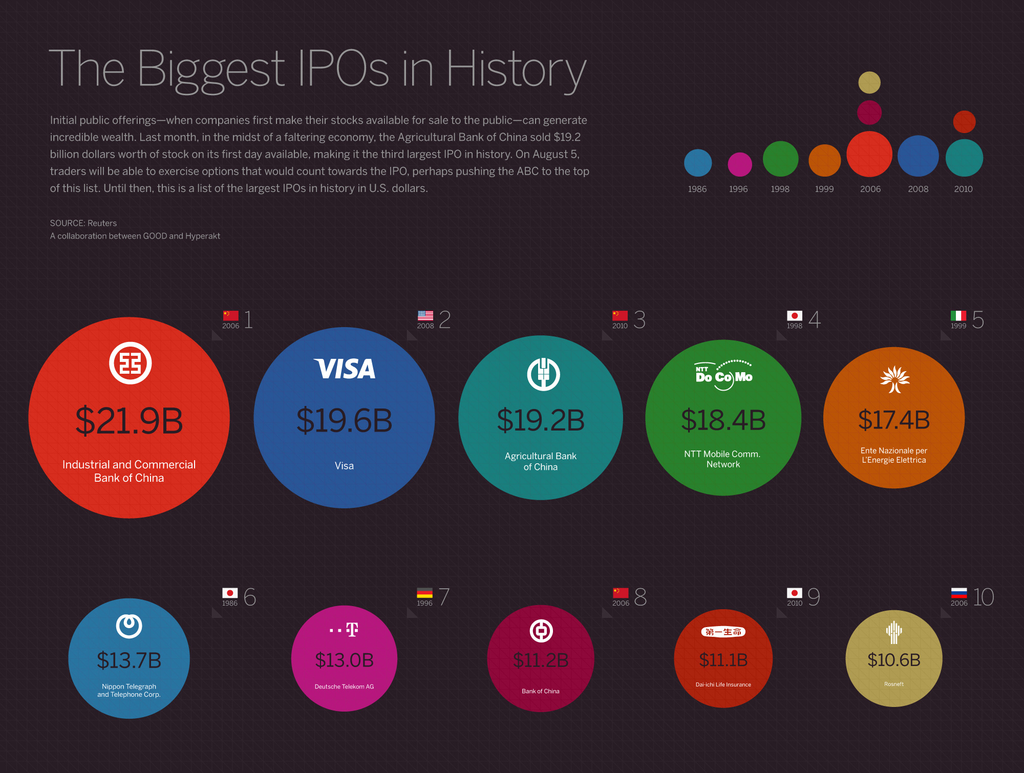 The Biggest IPOs in History
Initial public offerings—when companies first make their stocks available for sale to the public—can generate
incredible wealth. Last month, in the midst of a faltering economy, the Agricultural Bank of China sold $19.2
billion dollars worth of stock on its first day available, making it the third largest IPO in history. On August 5,
traders will be able to exercise options that would count towards the IPO, perhaps pushing the ABC to the top
of this list. Until then, this is a list of the largest IPOs in history in U.S. dollars.
SOURCE: Reuters
A collaboration between GOOD and Hyperakt
1986
1996
1998
1999
2006
2008
2010
2006
1
$21.9B
Industrial and Commercial
Bank of China
2008
2
VISA
$19.6B
Visa
2010
3
$19.2B
Agricultural Bank
of China
1998
4
NTT
DoCoMo
$18.4B
NTT Mobile Comm.
Network
1999
5
$17.4B
Ente Nazionale per
L'Energie Elettrica
1986
6
$13.7B
Nippon Telegraph
and Telephone Corp.
1996
7
T
$13.0B
Deutsche Telekom AG
2006
8
$11.2B
Bank of China
2010
9
第一生命
$11.1B
Dai-ichi Life Insurance
2006
10
$10.6B
Rosneft